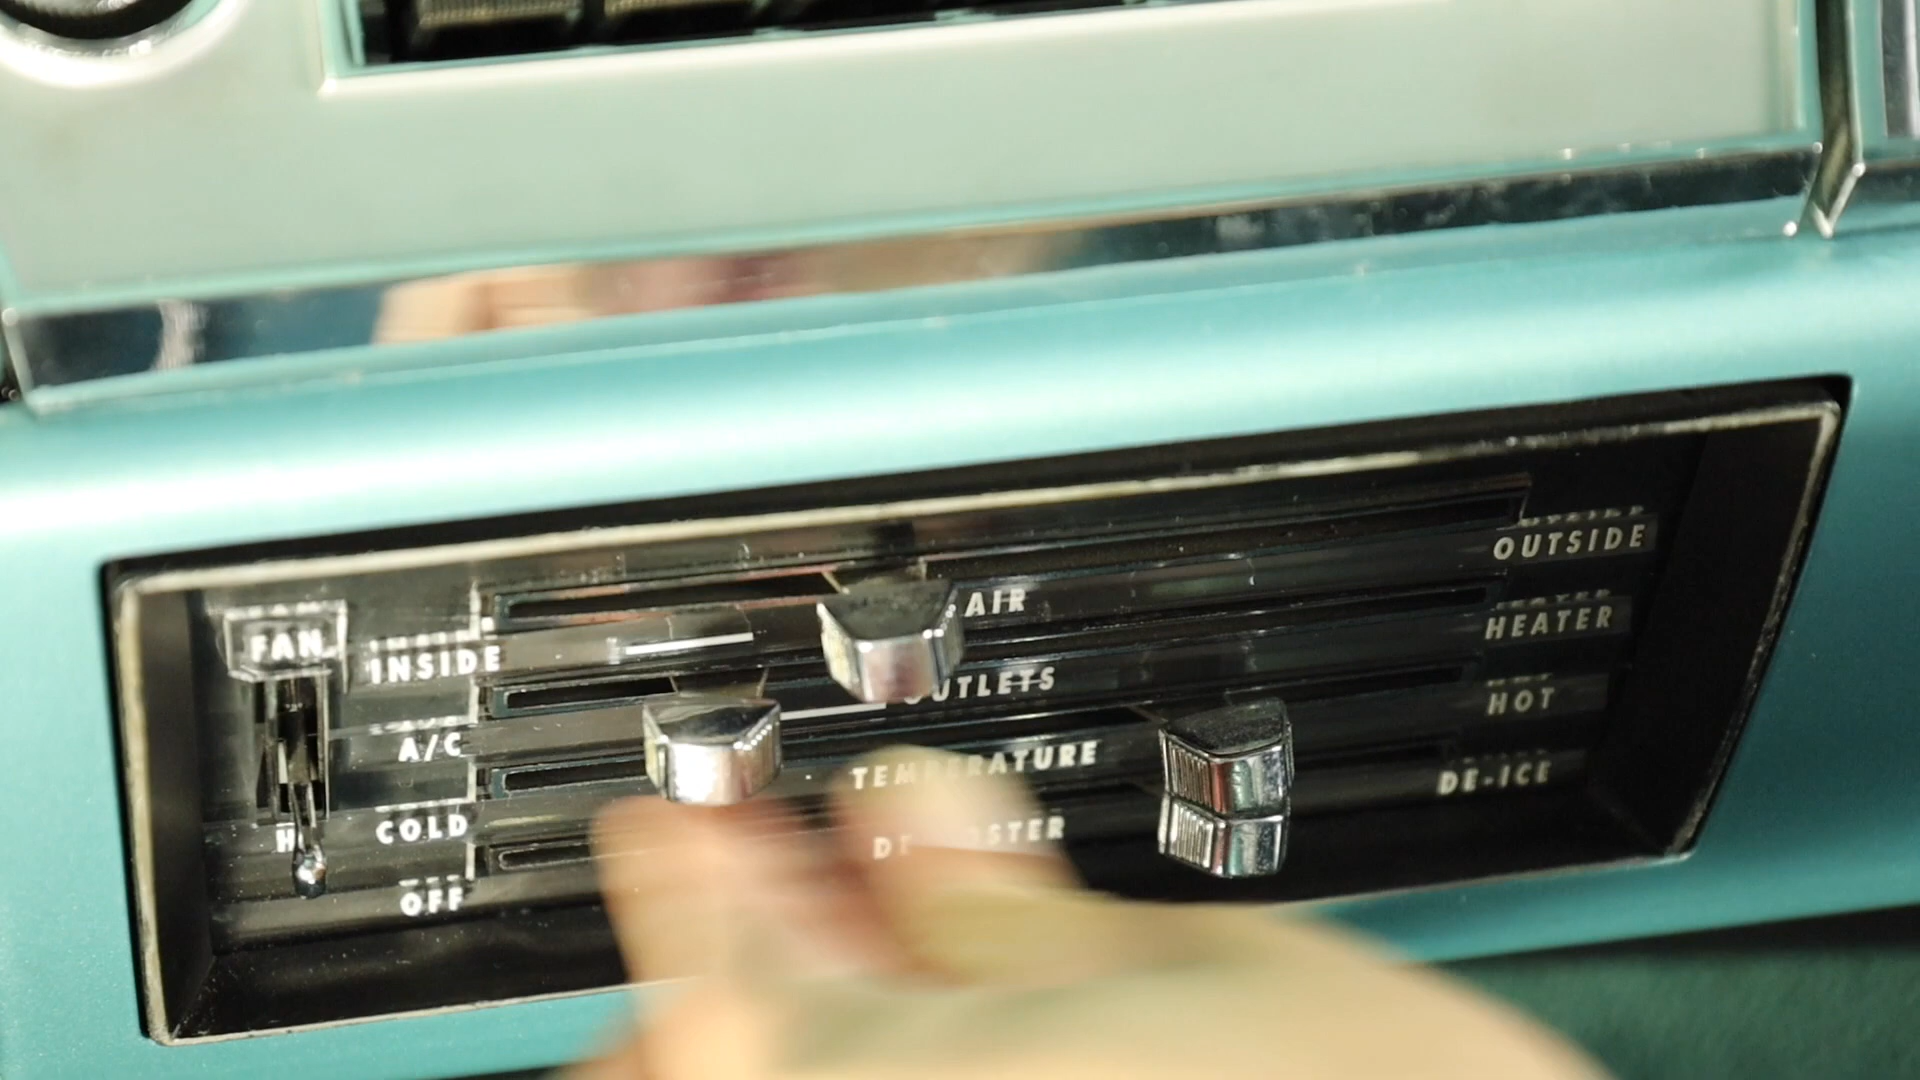 FAN
INSIDE AIR OUTSIDE
A/C OUTLETS HEATER
COLD TEMPERATURE HOT
OFF DE-ICE